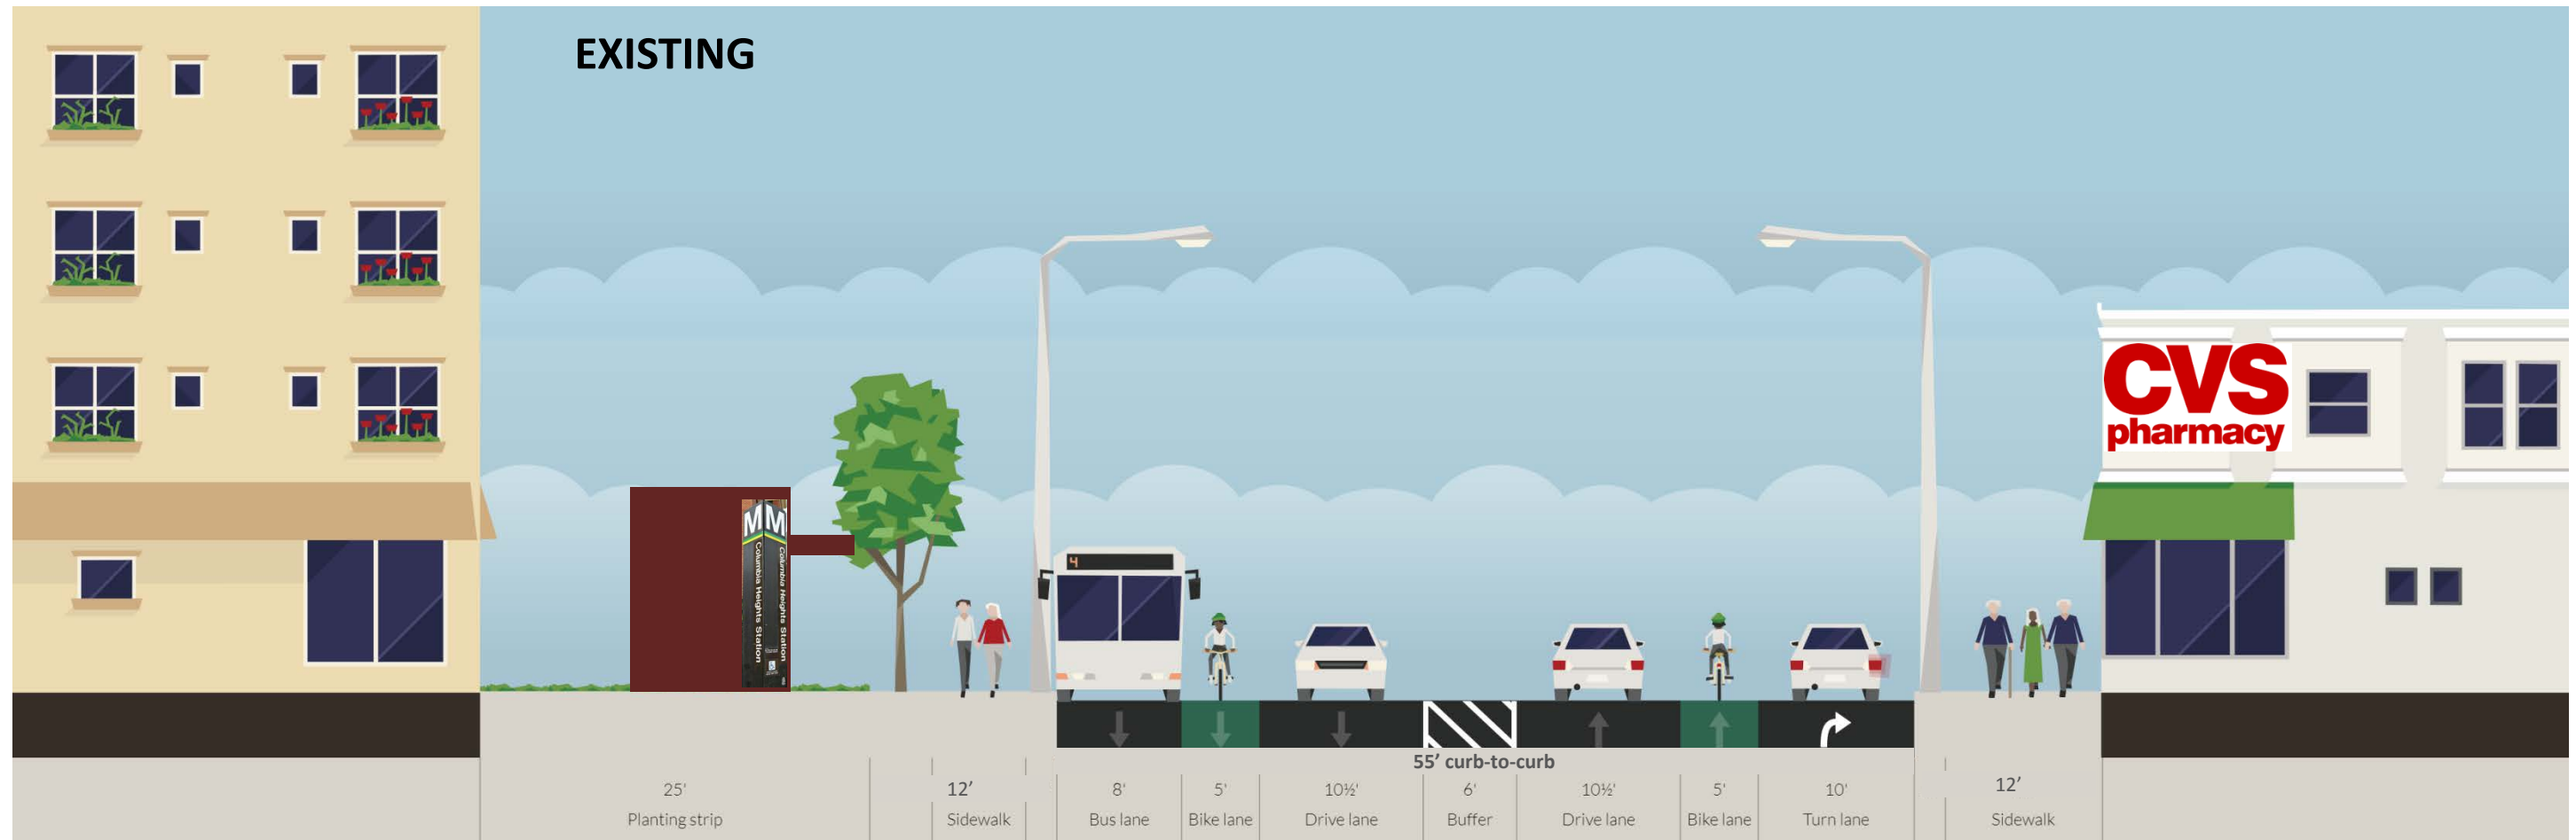 EXISTING
CVS
pharmacy
M M
Columbia Heights Station
Columbia Heights Station
4
55’ curb-to-curb
25'
12’
8'
5'
10½'
6'
10½'
5'
10'
12’
Planting strip
Sidewalk
Bus lane
Bike lane
Drive lane
Buffer
Drive lane
Bike lane
Turn lane
Sidewalk